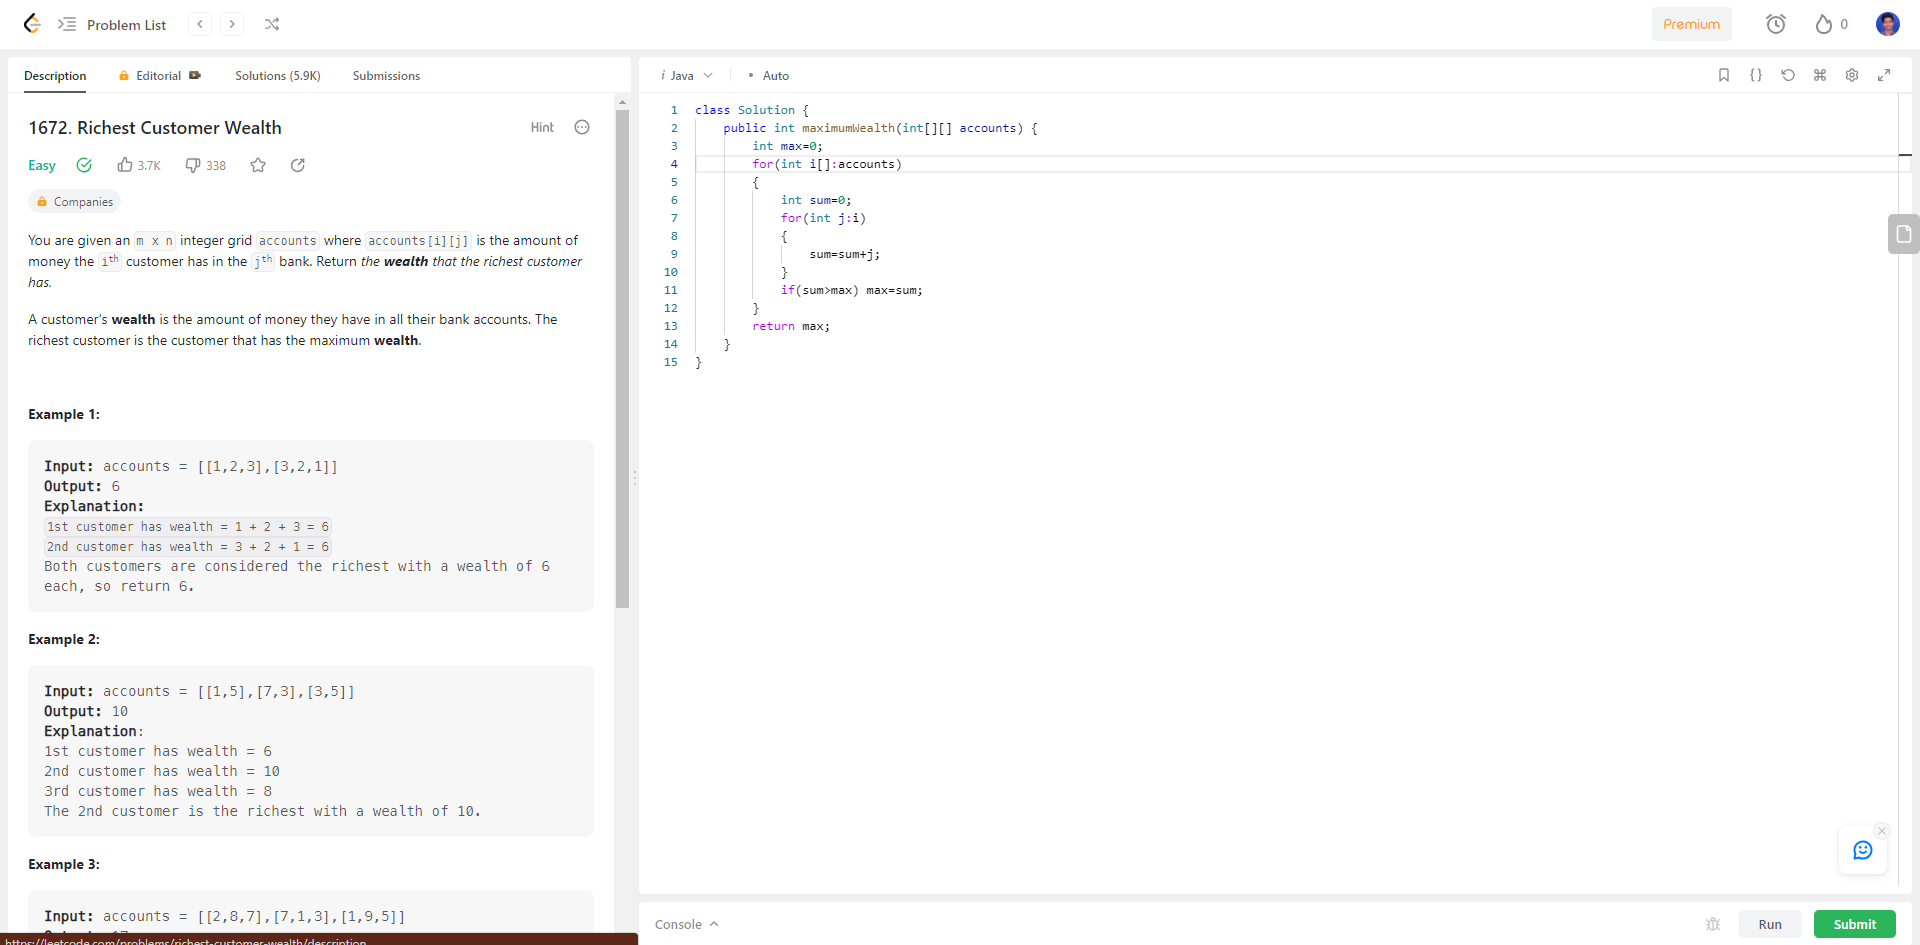 Problem List
Premium
0
Description
Editorial
Solutions (5.9K)
Submissions
1672. Richest Customer Wealth
Hint
Easy
3.7K
338
Companies
You are given an m x n integer grid accounts where accounts[i][j] is the amount of
money the ith customer has in the jth bank. Return the wealth that the richest customer
has.
A customer's wealth is the amount of money they have in all their bank accounts. The
richest customer is the customer that has the maximum wealth.
Example 1:
Input: accounts = [[1,2,3],[3,2,1]]
Output: 6
Explanation:
1st customer has wealth = 1 + 2 + 3 = 6
2nd customer has wealth = 3 + 2 + 1 = 6
Both customers are considered the richest with a wealth of 6
each, so return 6.
Example 2:
Input: accounts = [[1,5],[7,3],[3,5]]
Output: 10
Explanation:
1st customer has wealth = 6
2nd customer has wealth = 10
3rd customer has wealth = 8
The 2nd customer is the richest with a wealth of 10.
Example 3:
Input: accounts = [[2,8,7],[7,1,3],[1,9,5]]
https://leetcode.com/problems/richest-customer-wealth/description
i Java
• Auto
1 class Solution {
2 public int maximumWealth(int[][] accounts) {
3 int max=0;
4 for(int i[]:accounts)
5 {
6 int sum=0;
7 for(int j:i)
8 {
9 sum=sum+j;
10 }
11 if(sum>max) max=sum;
12 }
13 return max;
14 }
15 }
Console
Run
Submit